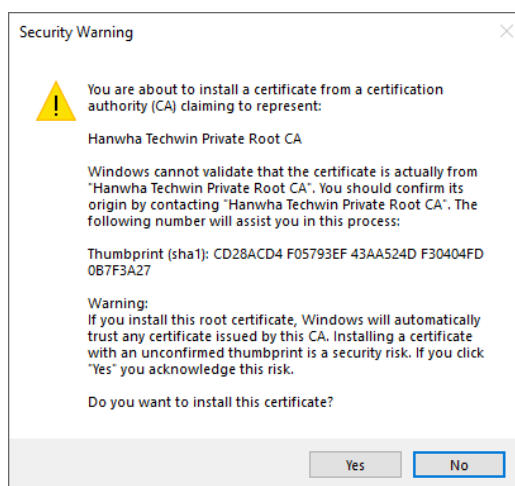 Security Warning
You are about to install a certificate from a certification
authority (CA) claiming to represent:
Hanwha Techwin Private Root CA
Windows cannot validate that the certificate is actually from
"Hanwha Techwin Private Root CA". You should confirm its
origin by contacting "Hanwha Techwin Private Root CA". The
following number will assist you in this process:
Thumbprint (sha1): CD28ACD4 F05793EF 43AA524D F30404FD
0B7F3A27
Warning:
If you install this root certificate, Windows will automatically
trust any certificate issued by this CA. Installing a certificate
with an unconfirmed thumbprint is a security risk. If you click
"Yes" you acknowledge this risk.
Do you want to install this certificate?
Yes No